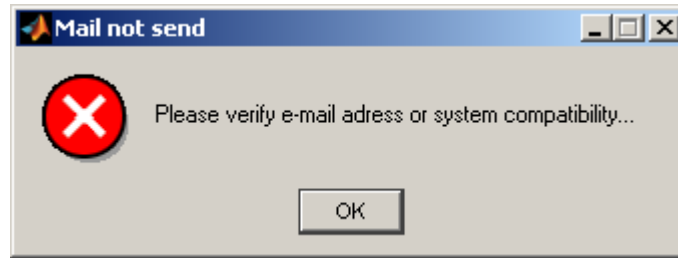 Mail not send
Please verify e-mail adress or system compatibility...
OK